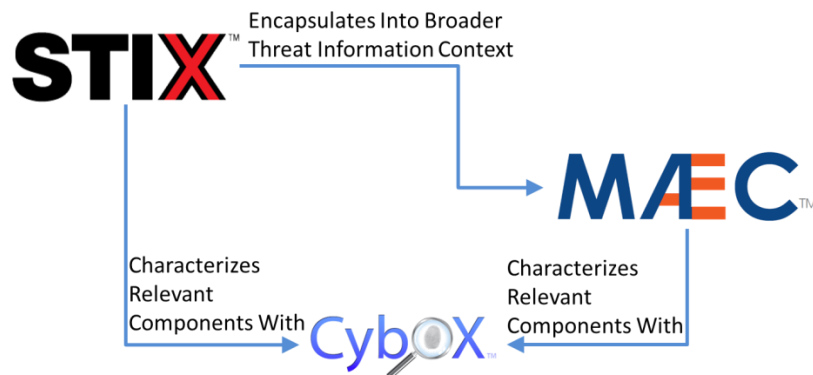 STIX™
Encapsulates Into Broader
Threat Information Context
MAEC™
Characterizes
Relevant
Components With
Characterizes
Relevant
Components With
CybOX™